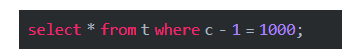 select * from t where c - 1 = 1000;